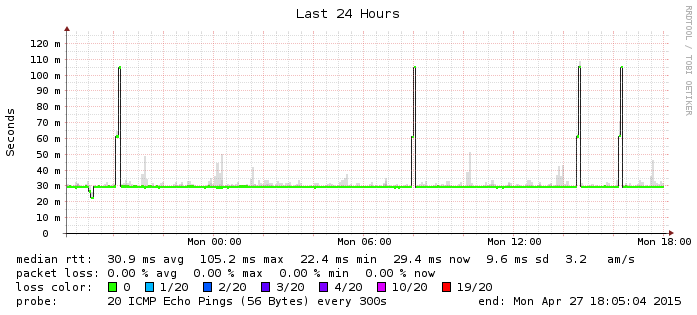 Last 24 Hours
RRDTOOL / TOBI OETIKER
Seconds
120 m
110 m
100 m
90 m
80 m
70 m
60 m
50 m
40 m
30 m
20 m
10 m
0
Mon 00:00 Mon 06:00 Mon 12:00 Mon 18:00
median rtt: 30.9 ms avg 105.2 ms max 22.4 ms min 29.4 ms now 9.6 ms sd 3.2 am/s
packet loss: 0.00 % avg 0.00 % max 0.00 % min 0.00 % now
loss color: 0 1/20 2/20 3/20 4/20 10/20 19/20
probe: 20 ICMP Echo Pings (56 Bytes) every 300s end: Mon Apr 27 18:05:04 2015